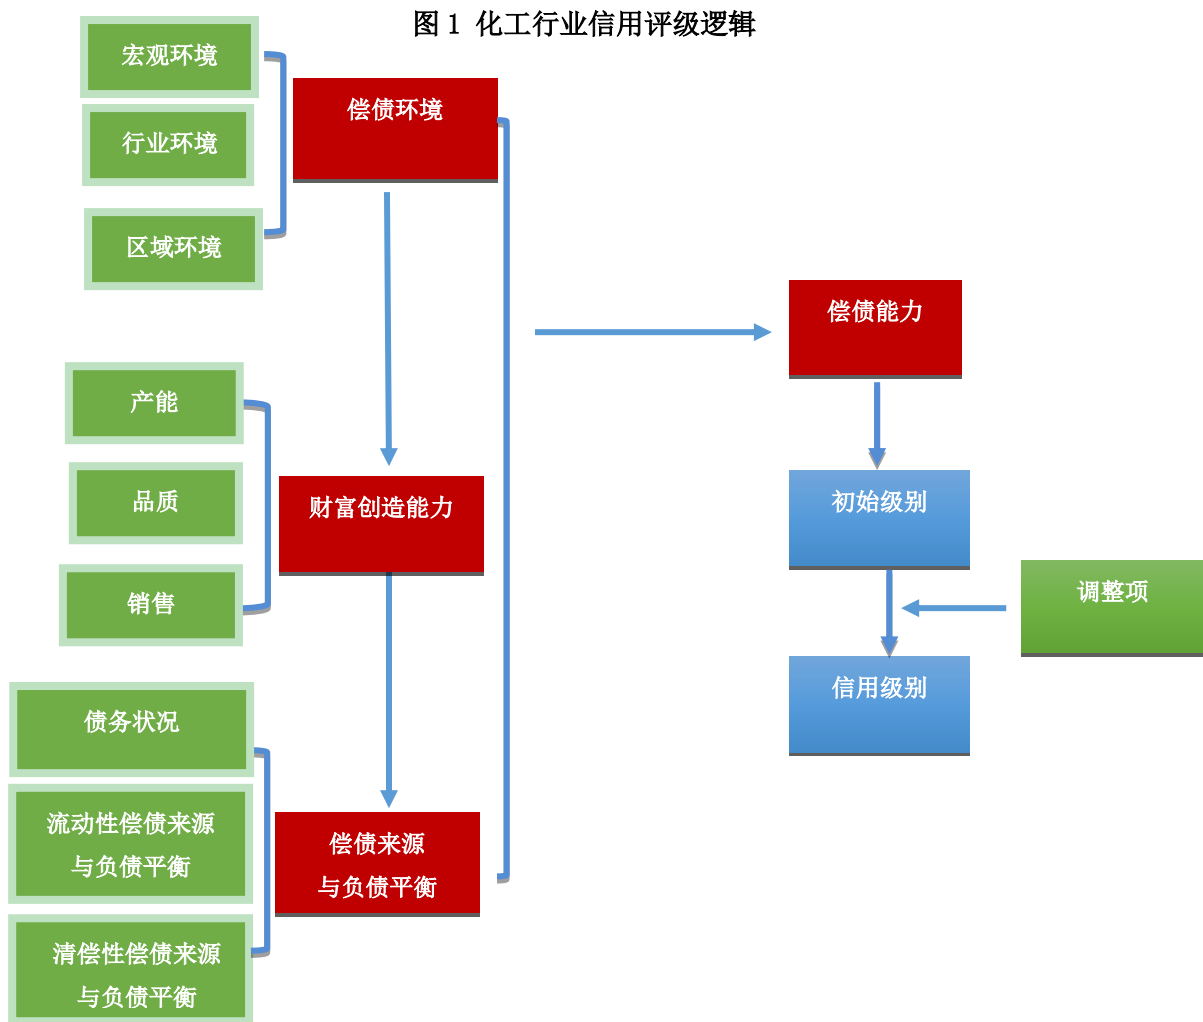 图 1 化工行业信用评级逻辑
宏观环境
行业环境
区域环境
偿债环境
产能
品质
销售
财富创造能力
债务状况
流动性偿债来源
与负债平衡
清偿性偿债来源
与负债平衡
偿债来源
与负债平衡
偿债能力
初始级别
调整项
信用级别